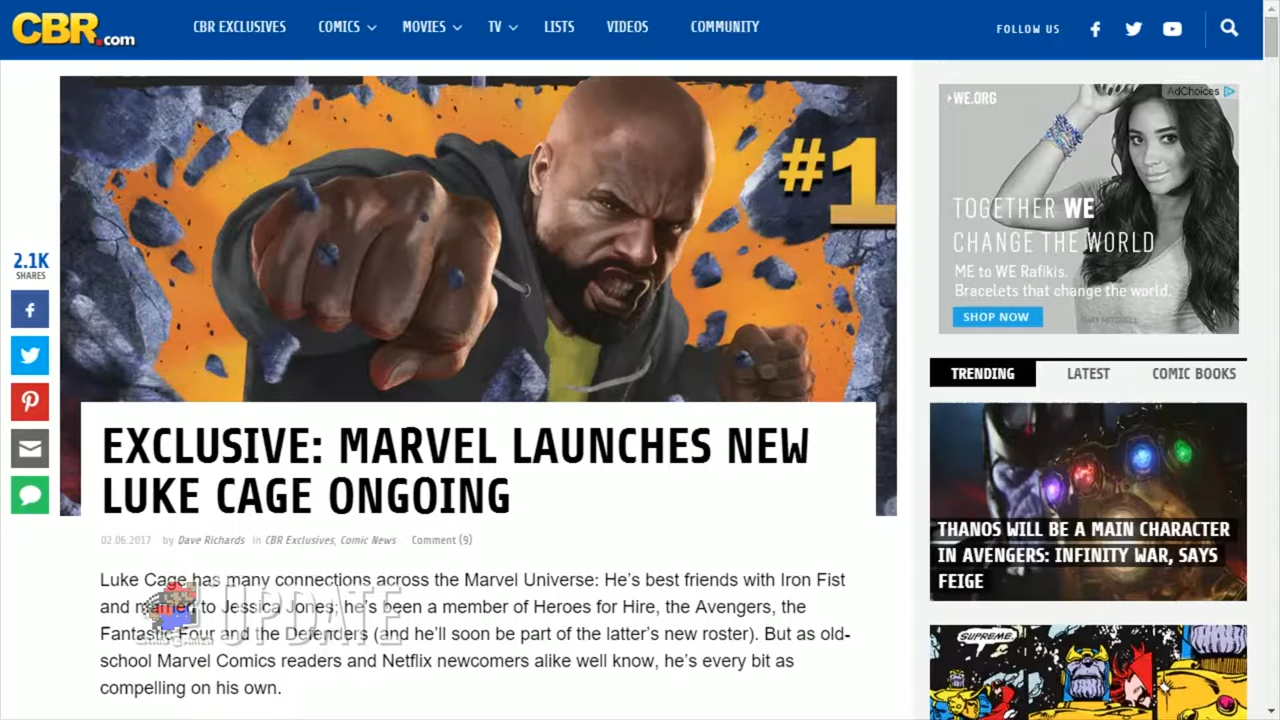 CBR.com
CBR EXCLUSIVES COMICS MOVIES TV LISTS VIDEOS COMMUNITY
FOLLOW US
#1
2.1K
SHARES
EXCLUSIVE: MARVEL LAUNCHES NEW
LUKE CAGE ONGOING
02.06.2017 by Dave Richards in CBR Exclusives, Comic News Comment (9)
Luke Cage has many connections across the Marvel Universe: He's best friends with Iron Fist
and married to Jessica Jones; he's been a member of Heroes for Hire, the Avengers, the
Fantastic Four and the Defenders (and he'll soon be part of the latter's new roster). But as old-
school Marvel Comics readers and Netflix newcomers alike well know, he's every bit as
compelling on his own.
UPDATE
AdChoices
WE.ORG
TOGETHER WE
CHANGE THE WORLD
ME to WE Rafikis.
Bracelets that change the world.
SHOP NOW
SHAY MITCHELL
TRENDING LATEST COMIC BOOKS
THANOS WILL BE A MAIN CHARACTER
IN AVENGERS: INFINITY WAR, SAYS
FEIGE
SUPREME.